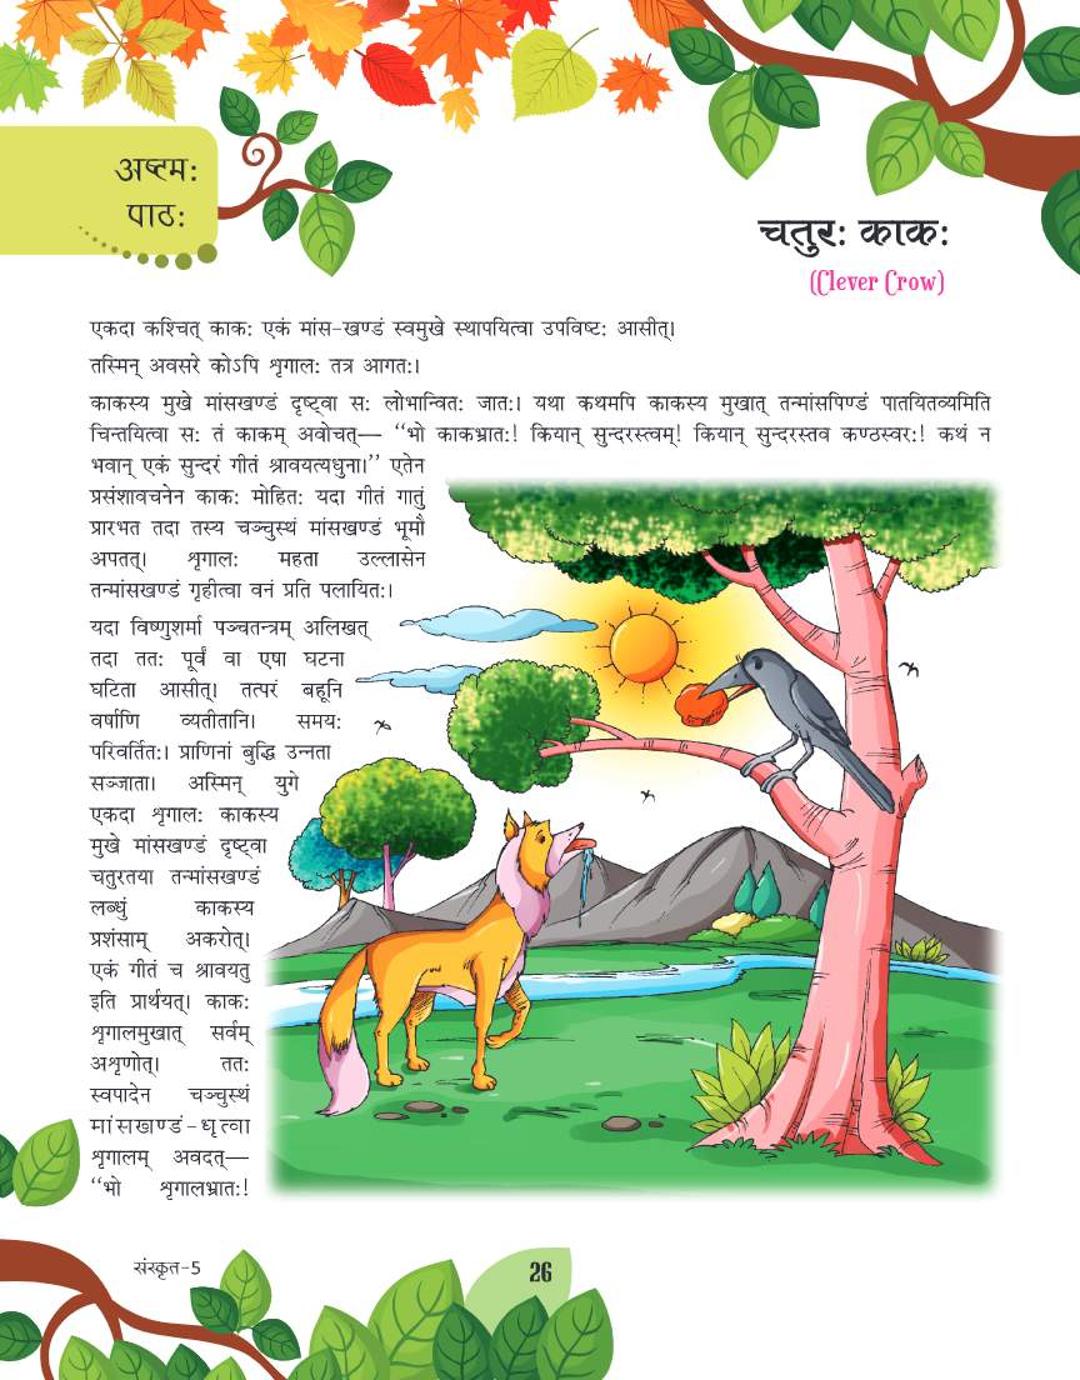 अष्टमः
पाठः
चतुरः काकः
(Clever Crow)
एकदा कश्चित् काकः एकं मांस-खण्डं स्वमुखे स्थापयित्वा उपविष्टः आसीत्।
तस्मिन् अवसरे कोऽपि शृगालः तत्र आगतः।
काकस्य मुखे मांसखण्डं दृष्ट्वा सः लोभान्वितः जातः। यथा कथमपि काकस्य मुखात् तन्मांसपिण्डं पातयितव्यमिति
चिन्तयित्वा सः तं काकम् अवोचत्— “भो काकभ्रातः! कियान् सुन्दरस्त्वम्! कियान् सुन्दरस्तव कण्ठस्वरः! कथं न
भवान् एकं सुन्दरं गीतं श्रावयत्यधुना।” एतेन
प्रसंशावचनेन काकः मोहितः यदा गीतं गातुं
प्रारभत तदा तस्य चञ्चुस्थं मांसखण्डं भूमौ
अपतत्। शृगालः महता उल्लासेन
तन्मांसखण्डं गृहीत्वा वनं प्रति पलायितः।
यदा विष्णुशर्मा पञ्चतन्त्रम् अलिखत्
तदा ततः पूर्वं वा एषा घटना
घटिता आसीत्। तत्परं बहूनि
वर्षाणि व्यतीतानि। समयः
परिवर्तितः। प्राणिनां बुद्धि उन्नता
सञ्जाता। अस्मिन् युगे
एकदा शृगालः काकस्य
मुखे मांसखण्डं दृष्ट्वा
चतुरतया तन्मांसखण्डं
लब्धुं काकस्य
प्रशंसाम् अकरोत्।
एकं गीतं च श्रावयतु
इति प्रार्थयत्। काकः
शृगालमुखात् सर्वम्
अशृणोत्। ततः
स्वपादेन चञ्चुस्थं
मांसखण्डं-धृत्वा
शृगालम् अवदत्—
“भो शृगालभ्रातः!
संस्कृत-5
26